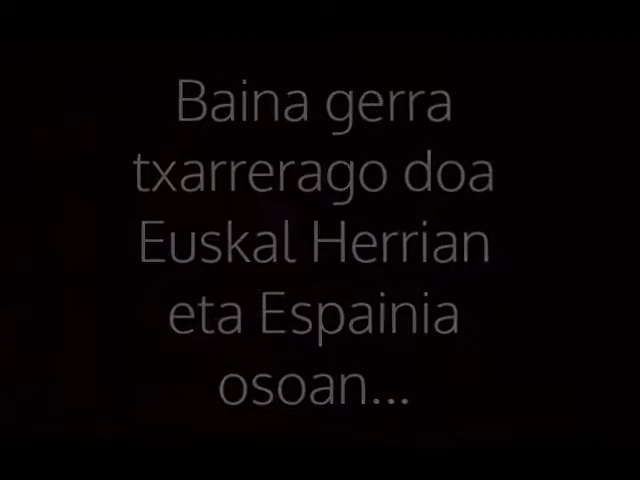 Baina gerra
txarrerago doa
Euskal Herrian
eta Espainia
osoan...